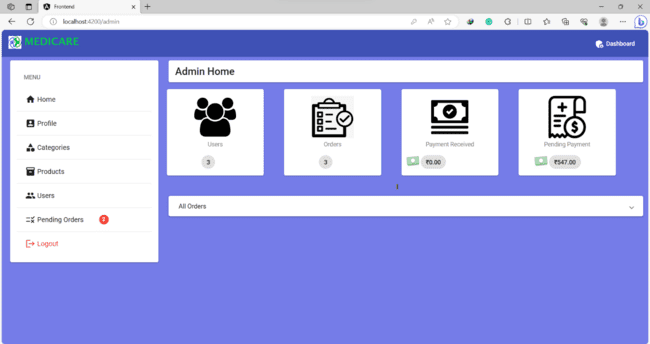 Frontend
localhost:4200/admin
MEDICARE
Dashboard
MENU
Home
Profile
Categories
Products
Users
Pending Orders
Logout
Admin Home
Users
3
Orders
3
Payment Received
₹0.00
Pending Payment
₹547.00
All Orders